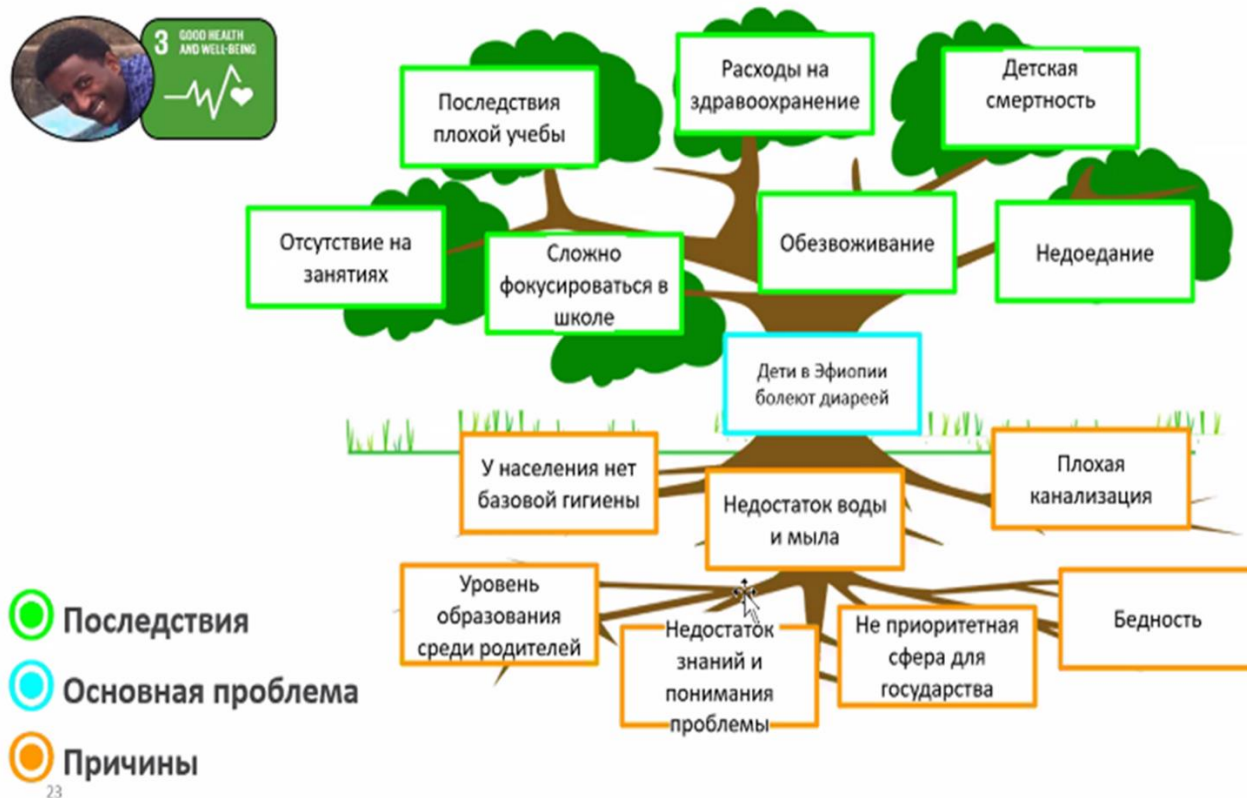 3 GOOD HEALTH
AND WELL-BEING
Последствия
плохой учебы
Расходы на
здравоохранение
Детская
смертность
Отсутствие на
занятиях
Сложно
фокусироваться в
школе
Обезвоживание
Недоедание
Дети в Эфиопии
болеют диареей
У населения нет
базовой гигиены
Недостаток воды
и мыла
Плохая
канализация
Уровень
образования
среди родителей
Недостаток
знаний и
понимания
проблемы
Не приоритетная
сфера для
государства
Бедность
Последствия
Основная проблема
Причины
23